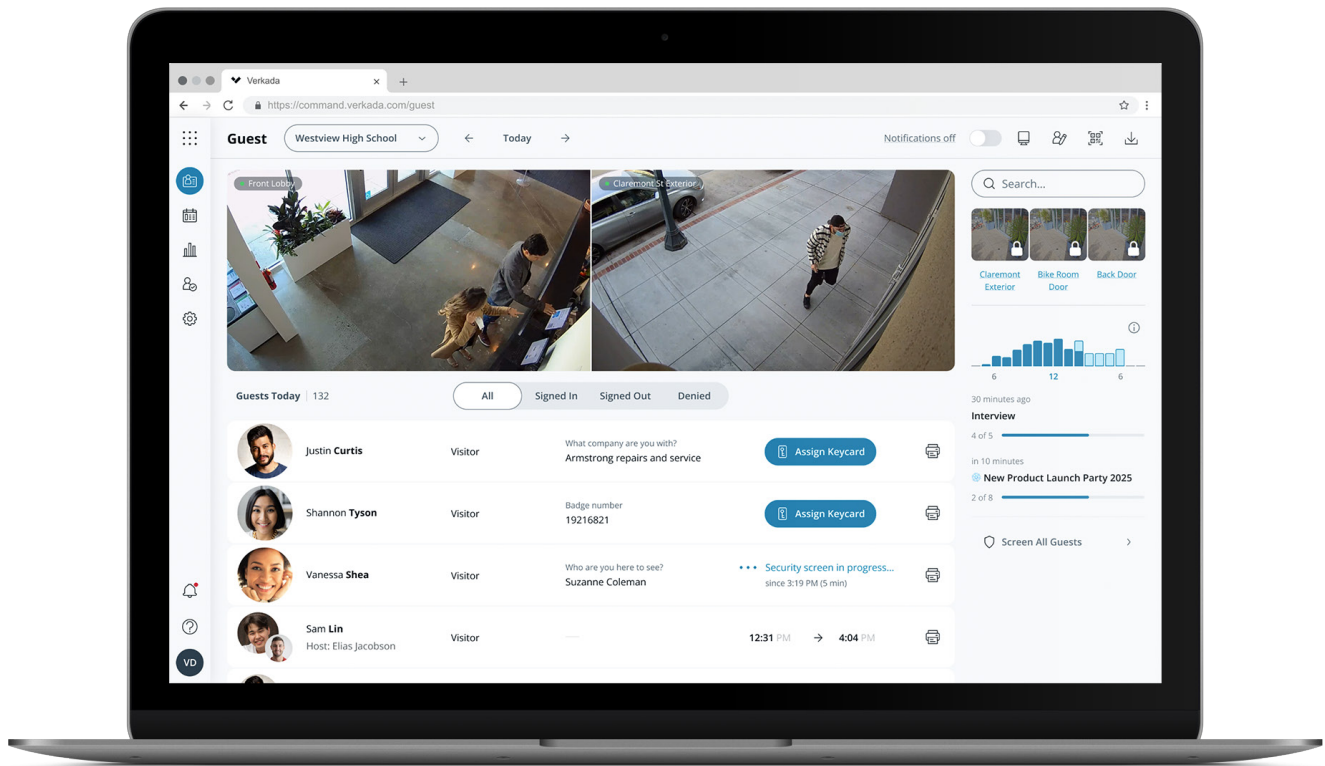 Verkada
https://command.verkada.com/guest
Guest
Westview High School
Today
Notifications off
Front Lobby
Claremont St Exterior
Search...
Claremont
Exterior
Bike Room
Door
Back Door
6 12 6
30 minutes ago
Interview
4 of 5
in 10 minutes
New Product Launch Party 2025
2 of 8
Screen All Guests
Guests Today | 132
All Signed In Signed Out Denied
Justin Curtis
Visitor
What company are you with?
Armstrong repairs and service
Assign Keycard
Shannon Tyson
Visitor
Badge number
19216821
Assign Keycard
Vanessa Shea
Visitor
Who are you here to see?
Suzanne Coleman
Security screen in progress...
since 3:19 PM (5 min)
Sam Lin
Host: Elias Jacobson
Visitor
12:31 PM → 4:04 PM
VD